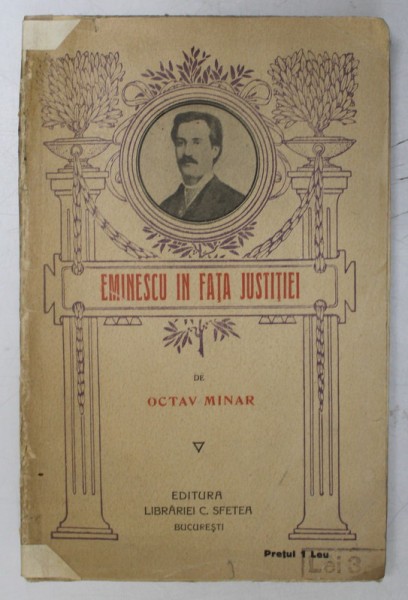 EMINESCU IN FAȚA JUSTIȚIEI
DE
OCTAV MINAR
EDITURA
LIBRĂRIEI C. SFETEA
BUCUREȘTI
Prețul 1 Leu
Lei 3